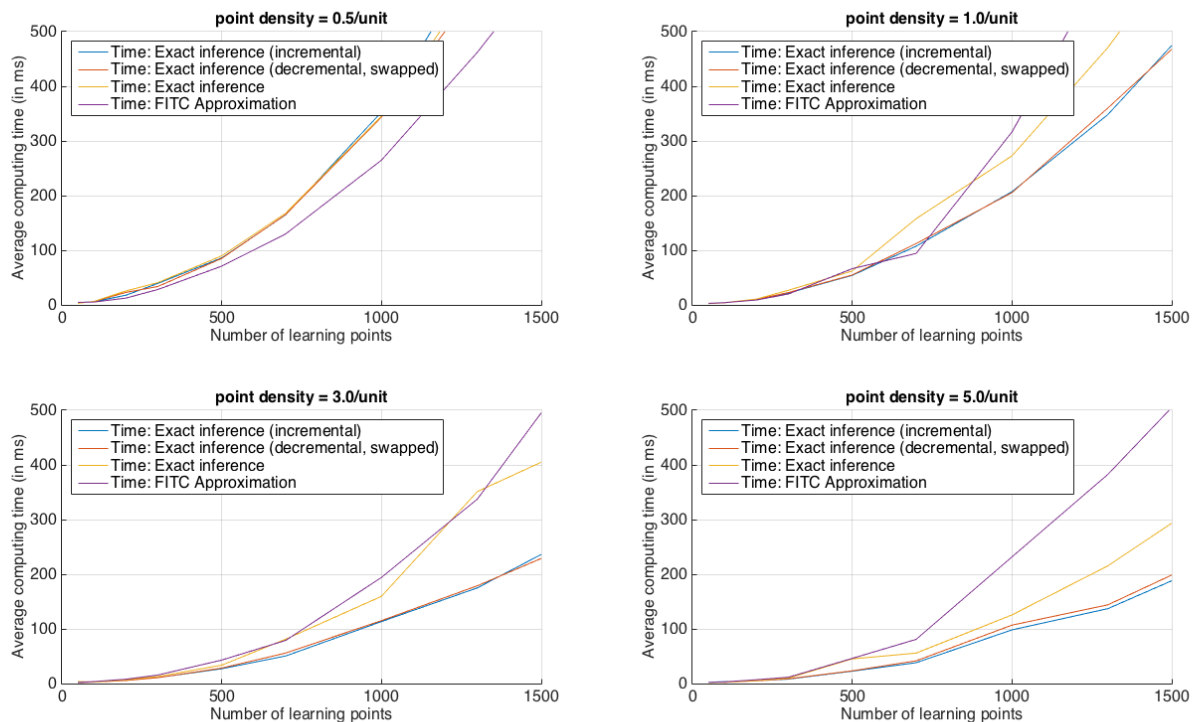 point density = 0.5/unit
500
400
300
200
100
0
Average computing time (in ms)
Time: Exact inference (incremental)
Time: Exact inference (decremental, swapped)
Time: Exact inference
Time: FITC Approximation
0
500
1000
1500
Number of learning points
point density = 1.0/unit
500
400
300
200
100
0
Average computing time (in ms)
Time: Exact inference (incremental)
Time: Exact inference (decremental, swapped)
Time: Exact inference
Time: FITC Approximation
0
500
1000
1500
Number of learning points
point density = 3.0/unit
500
400
300
200
100
0
Average computing time (in ms)
Time: Exact inference (incremental)
Time: Exact inference (decremental, swapped)
Time: Exact inference
Time: FITC Approximation
0
500
1000
1500
Number of learning points
point density = 5.0/unit
500
400
300
200
100
0
Average computing time (in ms)
Time: Exact inference (incremental)
Time: Exact inference (decremental, swapped)
Time: Exact inference
Time: FITC Approximation
0
500
1000
1500
Number of learning points